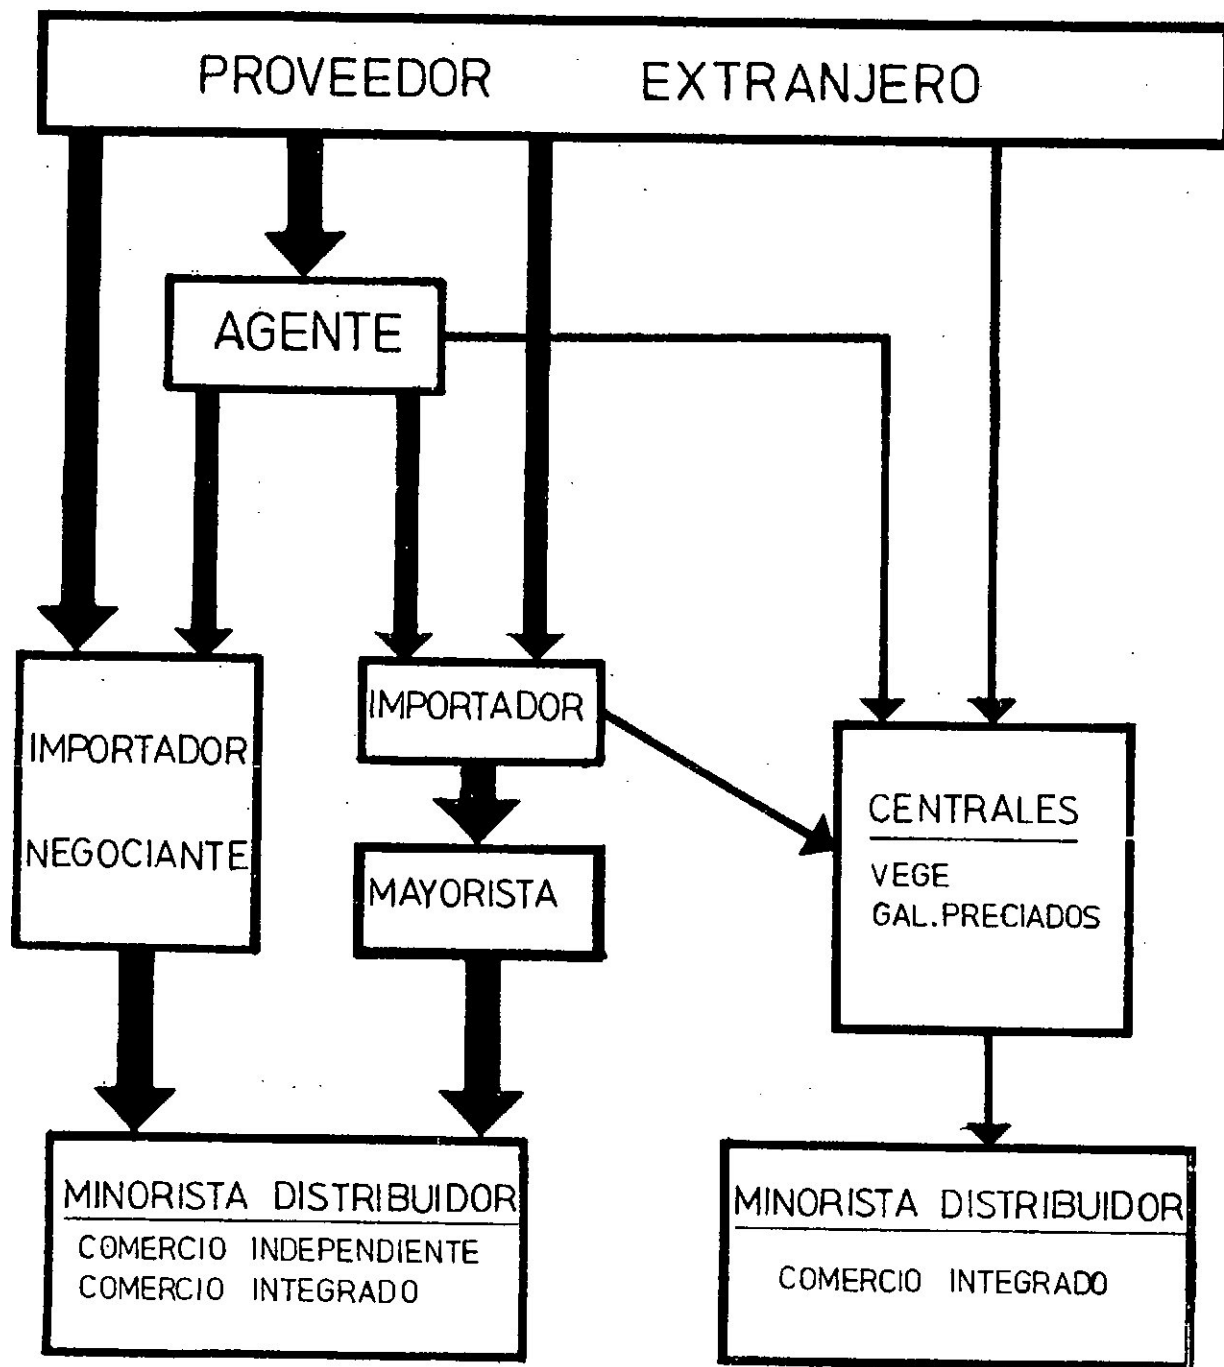 PROVEEDOR EXTRANJERO
AGENTE
IMPORTADOR
NEGOCIANTE
IMPORTADOR
MAYORISTA
CENTRALES
VEGE
GAL.PRECIADOS
MINORISTA DISTRIBUIDOR
COMERCIO INDEPENDIENTE
COMERCIO INTEGRADO
MINORISTA DISTRIBUIDOR
COMERCIO INTEGRADO